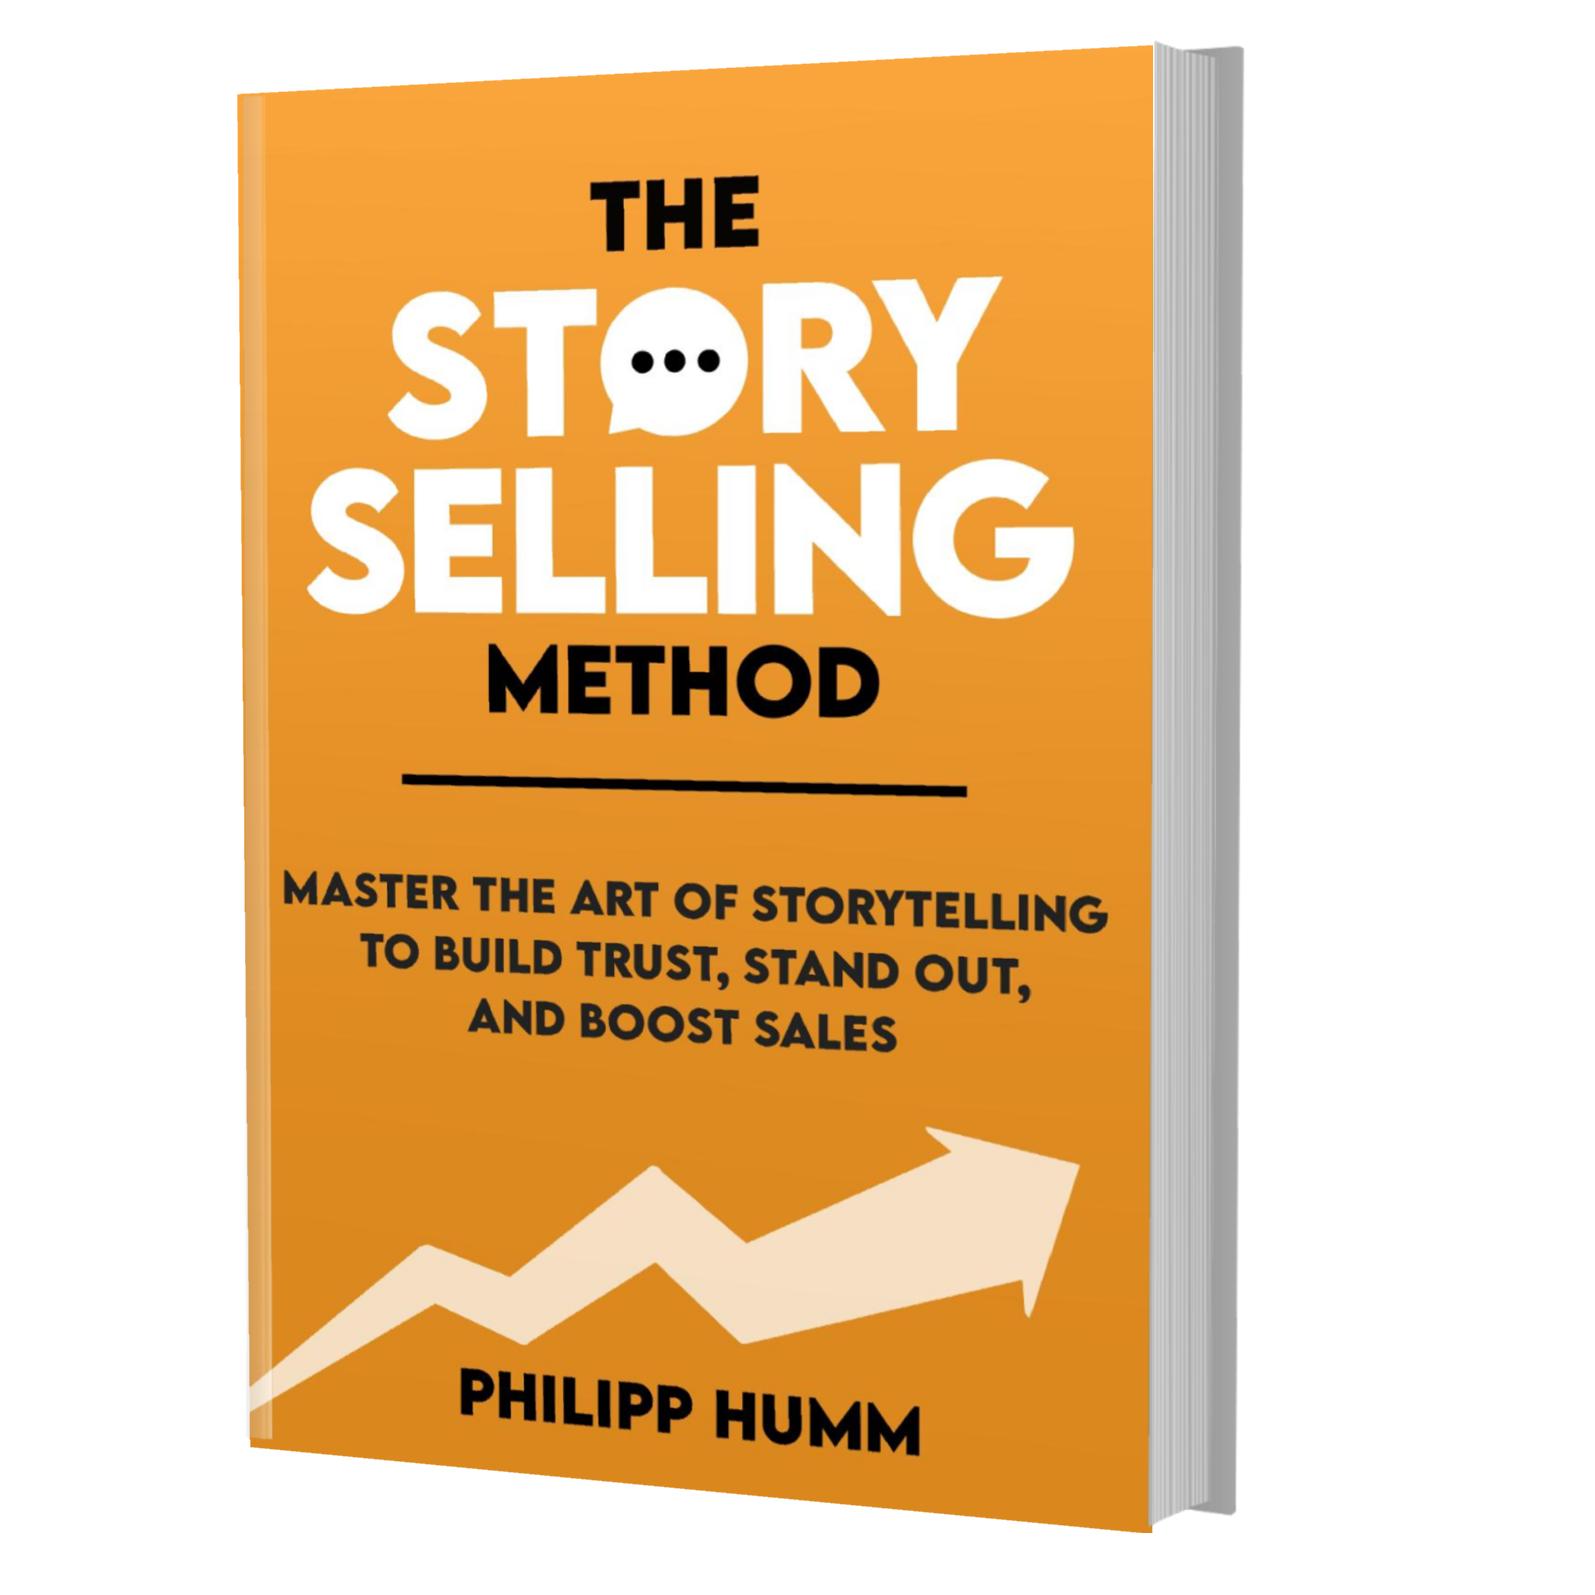 THE
STORY
SELLING
METHOD
MASTER THE ART OF STORYTELLING
TO BUILD TRUST, STAND OUT,
AND BOOST SALES
PHILIPP HUMM